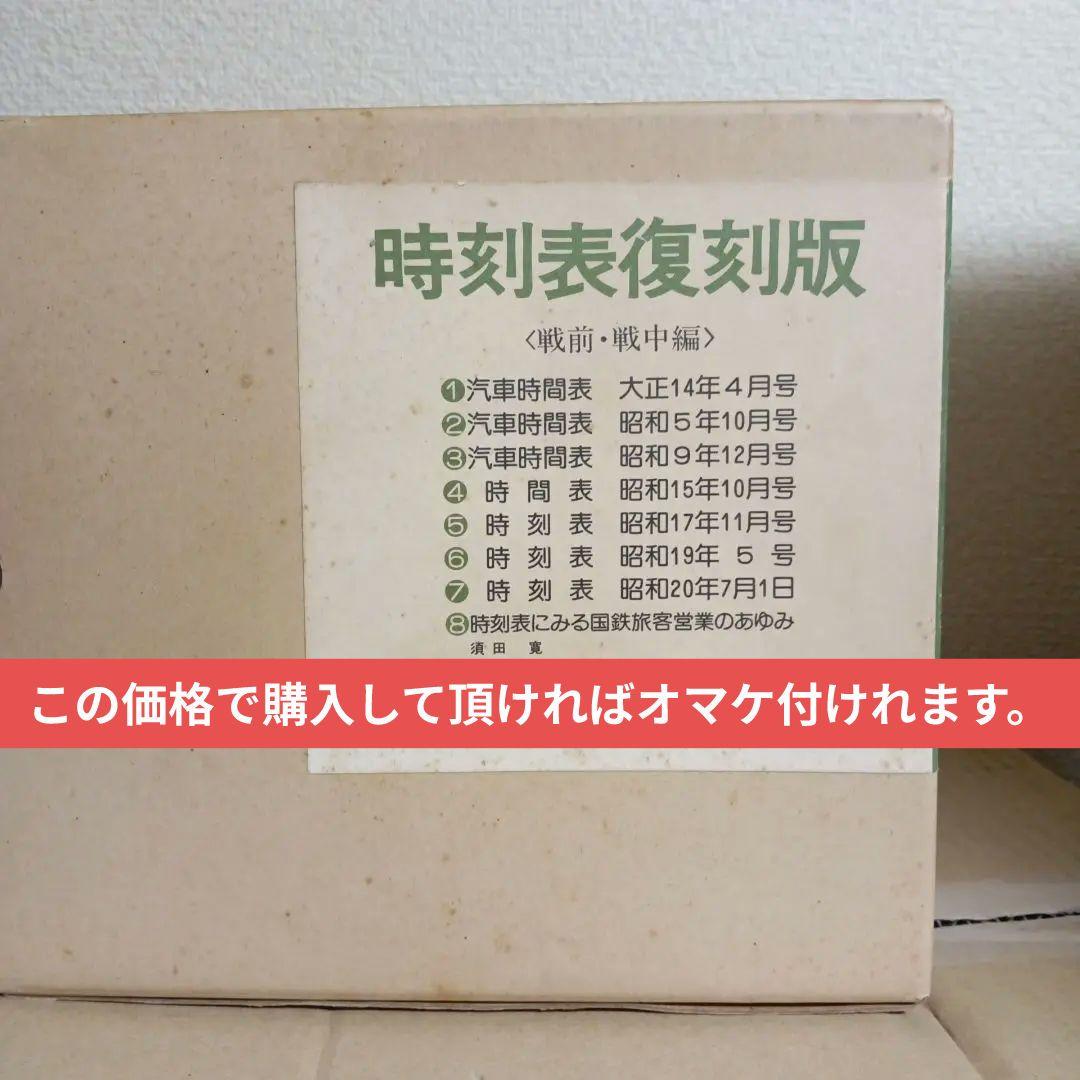 時刻表復刻版
〈戦前・戦中編〉
❶汽車時間表 大正14年4月号
❷汽車時間表 昭和5年10月号
❸汽車時間表 昭和9年12月号
❹時間表 昭和15年10月号
❺時刻表 昭和17年11月号
❻時刻表 昭和19年5号
❼時刻表 昭和20年7月1日
❽時刻表にみる国鉄旅客営業のあゆみ
須田 寛
この価格で購入して頂ければオマケ付けれます。